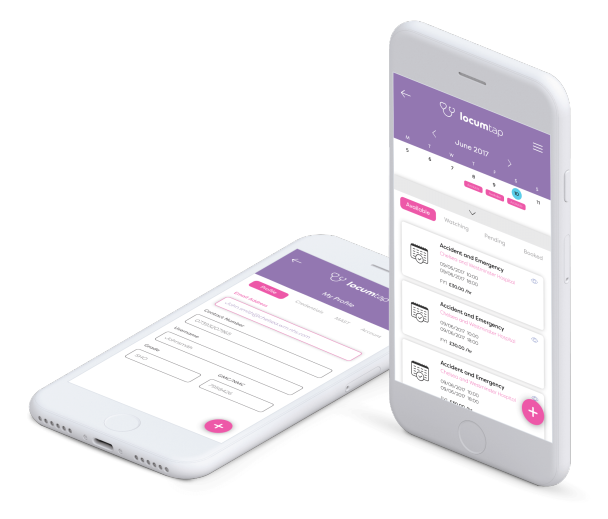 locumtap
June 2017
M T W T F S S
5 6 7 8 9 10 11
Available Watching Pending Booked
Accident and Emergency
Chelsea and Westminster Hospital
09/06/2017 10:00
09/06/2017 18:00
£30.00 /hr
Accident and Emergency
Chelsea and Westminster Hospital
09/06/2017 10:00
09/06/2017 18:00
£30.00 /hr
Accident and Emergency
Chelsea and Westminster Hospital
09/06/2017 10:00
09/06/2017 18:00
locumtap
My Profile
Profile
Email Address
Contact Number
Username
Grade
SHO
GMC/NMC